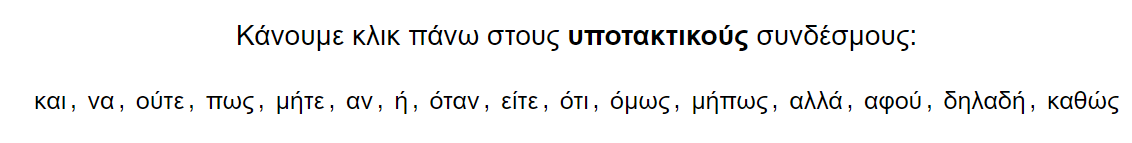 Κάνουμε κλικ πάνω στους υποτακτικούς συνδέσμους:
και, να, ούτε, πως, μήτε, αν, ή, όταν, είτε, ότι, όμως, μήπως, αλλά, αφού, δηλαδή, καθώς